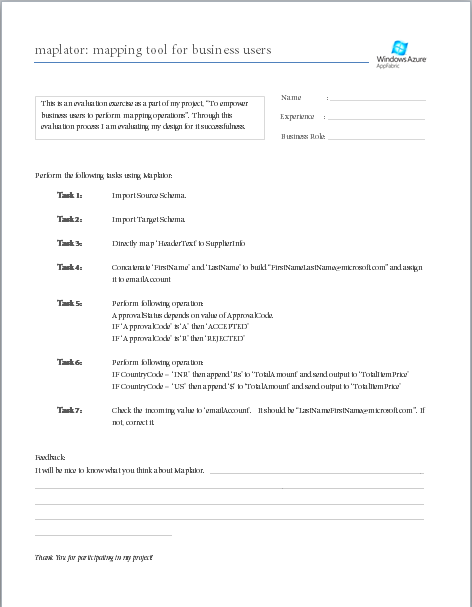 maplator: mapping tool for business users
Windows Azure
AppFabric
This is an evaluation exercise as a part of my project, "To empower
business users to perform mapping operations". Through this
evaluation process I am evaluating my design for it successfulness.
Name :
Experience :
Business Role:
Perform the following tasks using Maplator:
Task 1: Import Source Schema.
Task 2: Import Target Schema.
Task 3: Directly map 'HeaderText' to SupplierInfo
Task 4: Concatenate 'FirstName' and 'LastName' to build "FirstNameLastName@microsoft.com" and assign
it to emailAccount
Task 5: Perform following operation:
ApprovalStatus depends on value of ApprovalCode.
IF 'ApprovalCode' is 'A' then 'ACCEPTED'
IF 'ApprovalCode' is 'R' then 'REJECTED'
Task 6: Perform following operation:
IF CountryCode = 'INR' then append 'Rs' to 'TotalAmount' and send output to 'TotalItemPrice'
IF CountryCode = 'US' then append '$' to 'TotalAmount' and send output to 'TotalItemPrice'
Task 7: Check the incoming value to 'emailAccount'. It should be "LastNameFirstName@microsoft.com". If
not, correct it.
Feedback:
It will be nice to know what you think about Maplator.
Thank You for participating in my project!